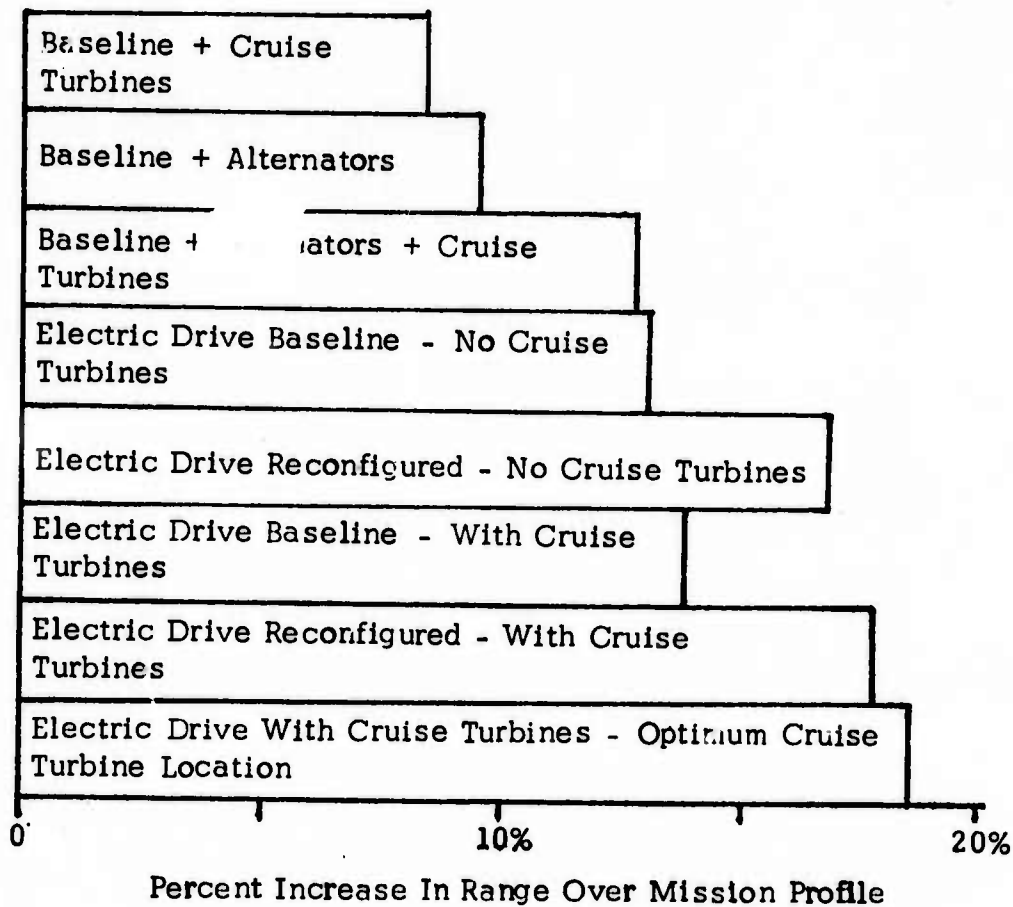 Baseline + Cruise
Turbines
Baseline + Alternators
Baseline + Cruise
Turbines
Electric Drive Baseline - No Cruise
Turbines
Electric Drive Reconfigured - No Cruise Turbines
Electric Drive Baseline - With Cruise
Turbines
Electric Drive Reconfigured - With Cruise
Turbines
Electric Drive With Cruise Turbines - Optimum Cruise
Turbine Location
0 10% 20%
Percent Increase In Range Over Mission Profile